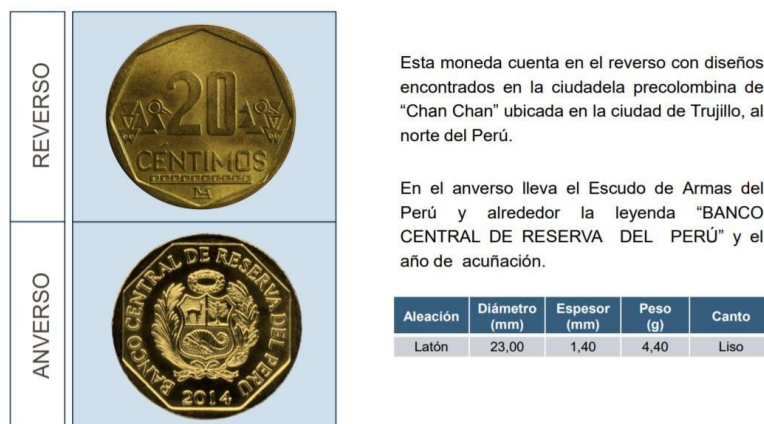 REVERSO
20
CÉNTIMOS
Esta moneda cuenta en el reverso con diseños
encontrados en la ciudadela precolombina de
“Chan Chan” ubicada en la ciudad de Trujillo, al
norte del Perú.
En el anverso lleva el Escudo de Armas del
Perú y alrededor la leyenda “BANCO
CENTRAL DE RESERVA DEL PERÚ” y el
año de acuñación.
ANVERSO
BANCO CENTRAL DE RESERVA DEL PERÚ
2014
Aleación Diámetro (mm) Espesor (mm) Peso (g) Canto
Latón 23,00 1,40 4,40 Liso